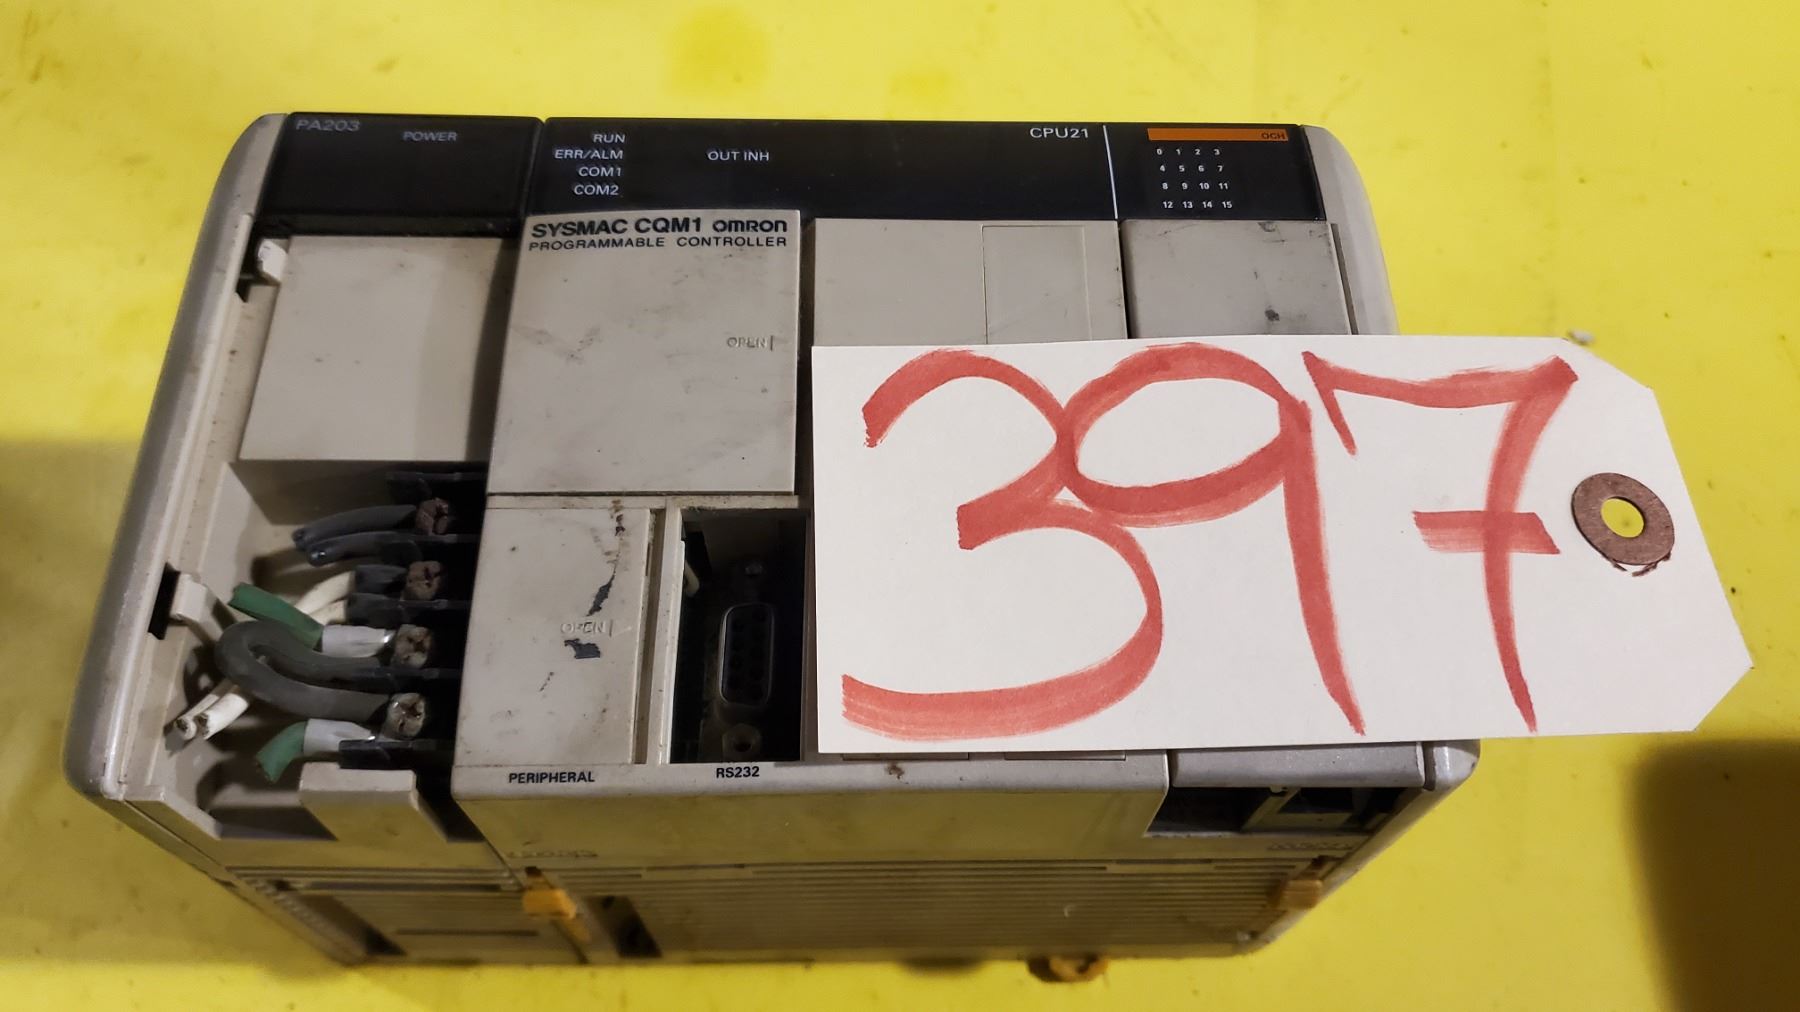 PA203
POWER
RUN
ERR/ALM
COM1
COM2
OUT INH
CPU21
OCH
0 1 2 3
4 5 6 7
8 9 10 11
12 13 14 15
SYSMAC CQM1 OMRON
PROGRAMMABLE CONTROLLER
OPEN
397
OPEN
PERIPHERAL
RS232